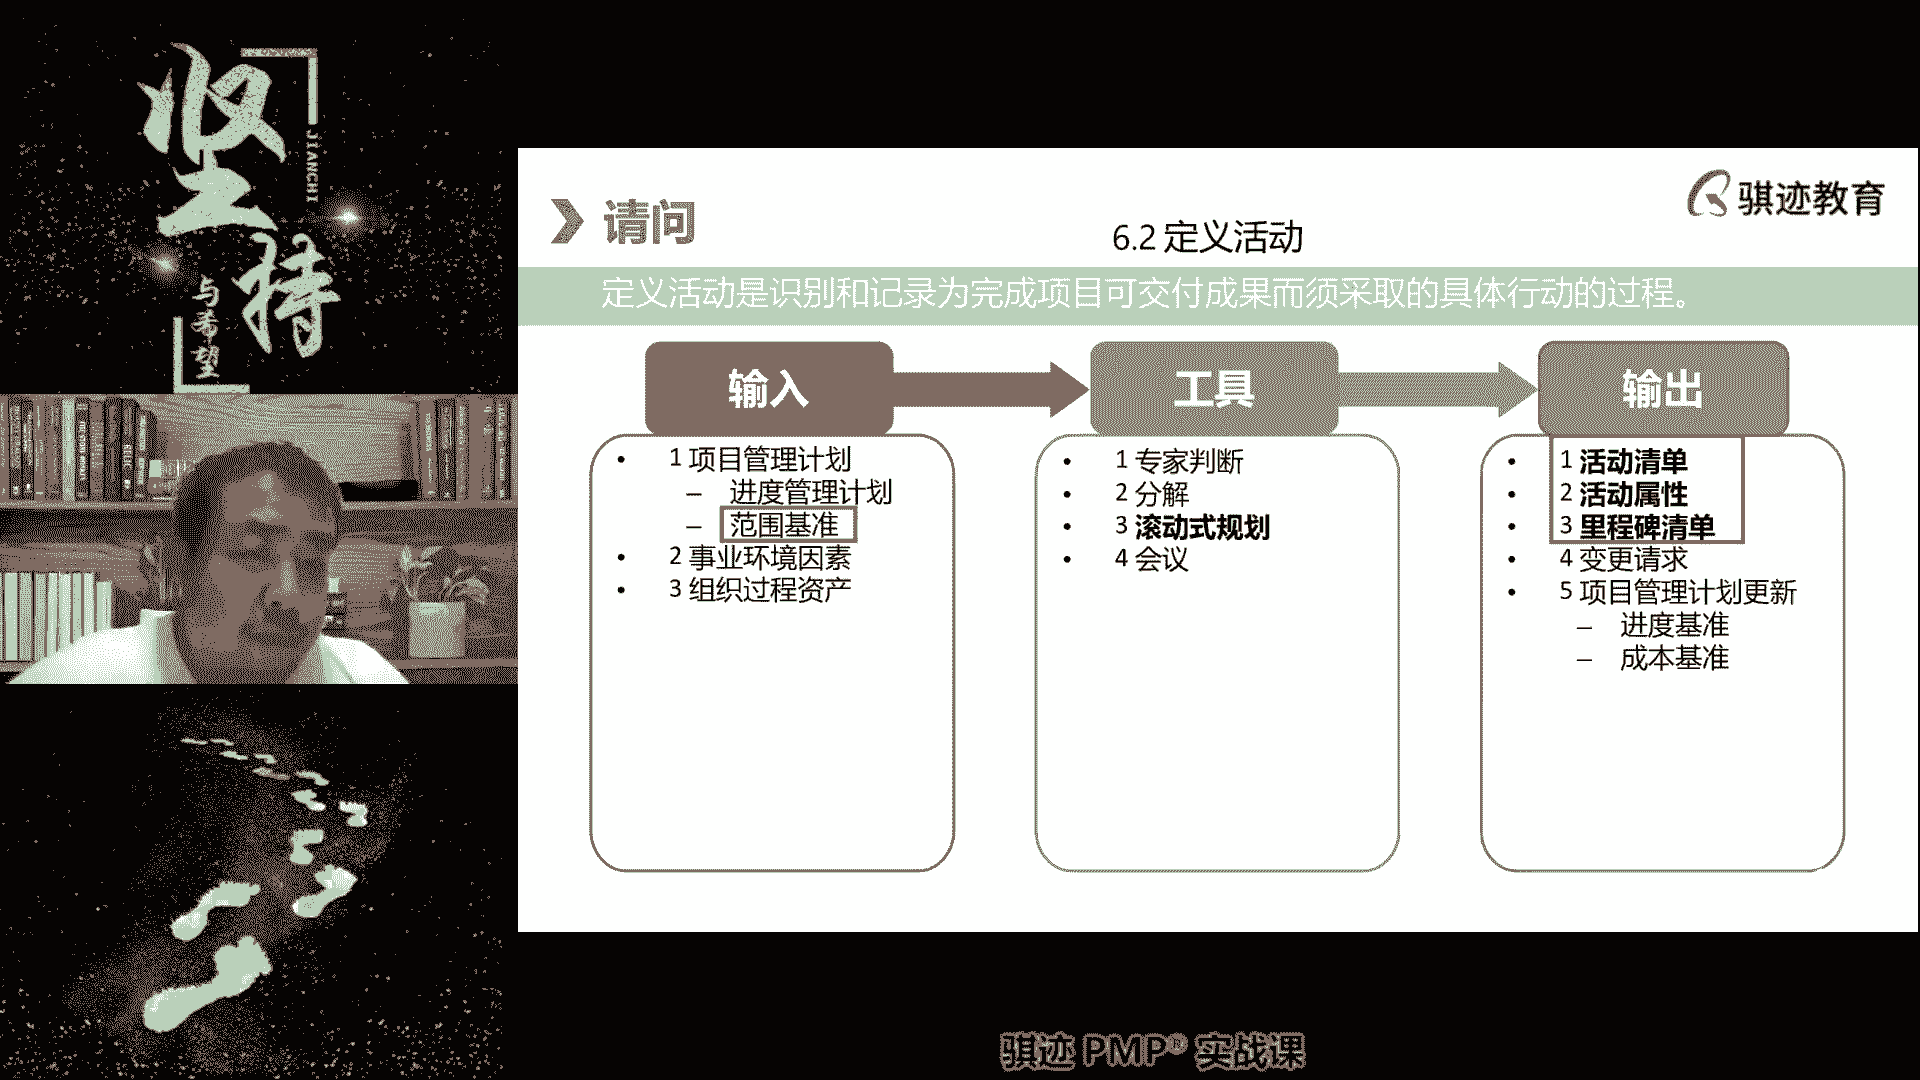 坚持
JIANCHI
与希望
请问
骐迹教育
6.2 定义活动
定义活动是识别和记录为完成项目可交付成果而须采取的具体行动的过程。
输入
• 1 项目管理计划
– 进度管理计划
– 范围基准
• 2 事业环境因素
• 3 组织过程资产
工具
• 1 专家判断
• 2 分解
• 3 滚动式规划
• 4 会议
输出
• 1 活动清单
• 2 活动属性
• 3 里程碑清单
• 4 变更请求
• 5 项目管理计划更新
– 进度基准
– 成本基准
骐迹 PMP® 实战课